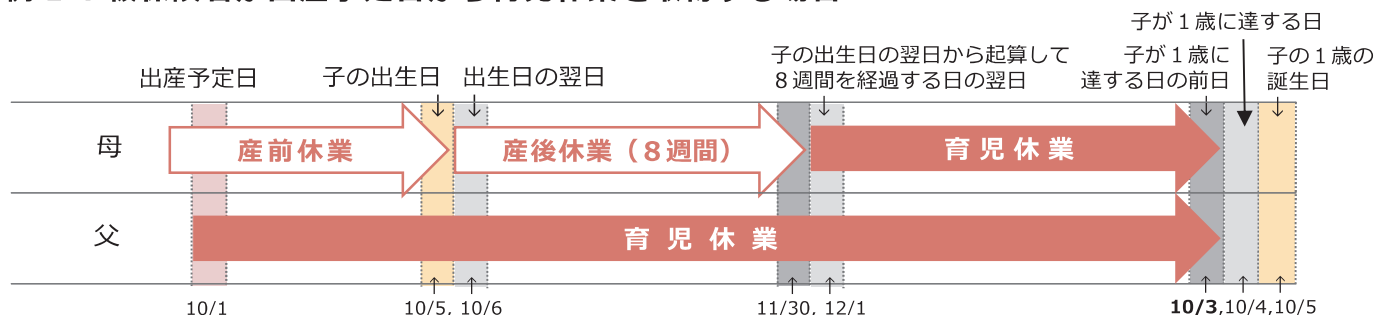 子が１歳に達する日
出産予定日
子の出生日
出生日の翌日
子の出生日の翌日から起算して
８週間を経過する日の翌日
子が１歳に
達する日の前日
子の１歳の
誕生日
母
産前休業
産後休業（８週間）
育児休業
父
育児休業
10/1
10/5, 10/6
11/30, 12/1
10/3,10/4,10/5